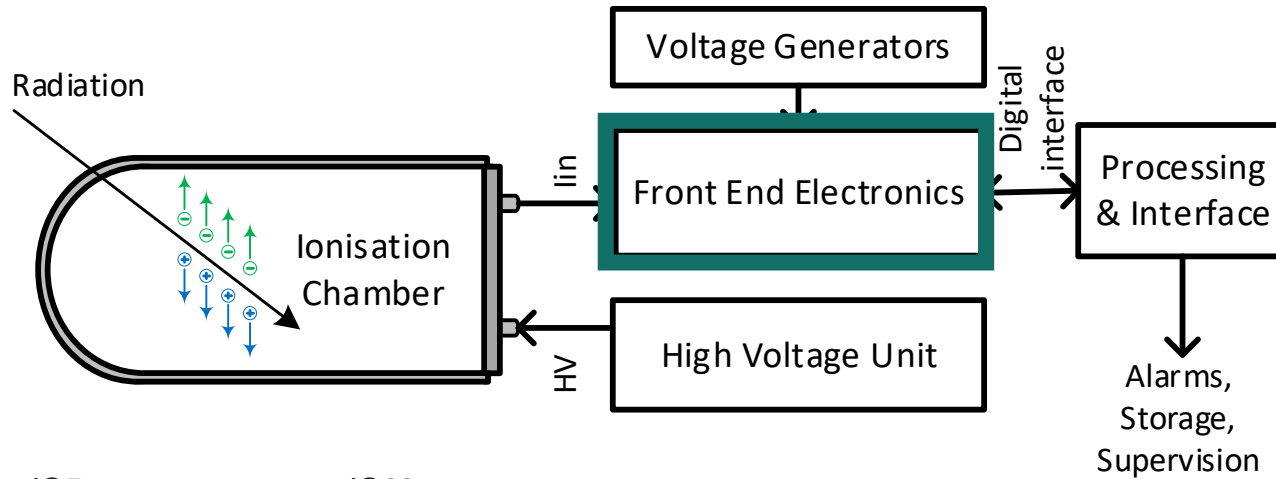 Voltage Generators
Radiation
Digital
interface
Iin
Front End Electronics
Processing
& Interface
Ionisation
Chamber
HV
High Voltage Unit
Alarms,
Storage,
Supervision